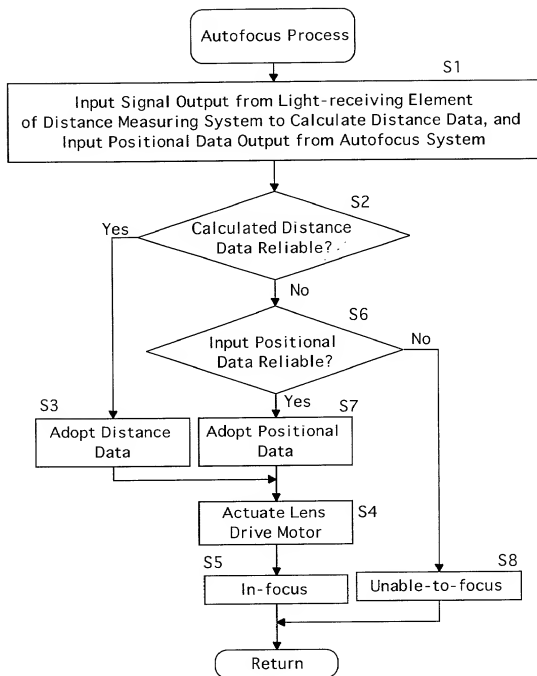 Autofocus Process
S1
Input Signal Output from Light-receiving Element
of Distance Measuring System to Calculate Distance Data, and
Input Positional Data Output from Autofocus System
S2
Yes
Calculated Distance
Data Reliable?
No
S6
Input Positional
Data Reliable?
No
Yes
S3
S7
Adopt Distance
Data
Adopt Positional
Data
Actuate Lens
Drive Motor
S4
S5
S8
In-focus
Unable-to-focus
Return